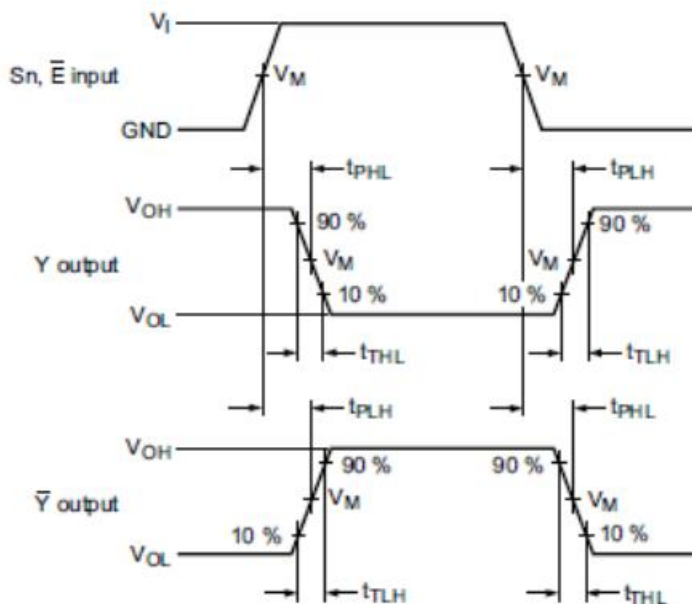 VI
Sn, E̅ input
VM
VM
GND
tPHL
tPLH
VOH
90 %
90 %
Y output
VM
VM
10 %
10 %
VOL
tTHL
tTLH
tPLH
tPHL
VOH
90 %
90 %
Y̅ output
VM
VM
10 %
10 %
VOL
tTLH
tTHL